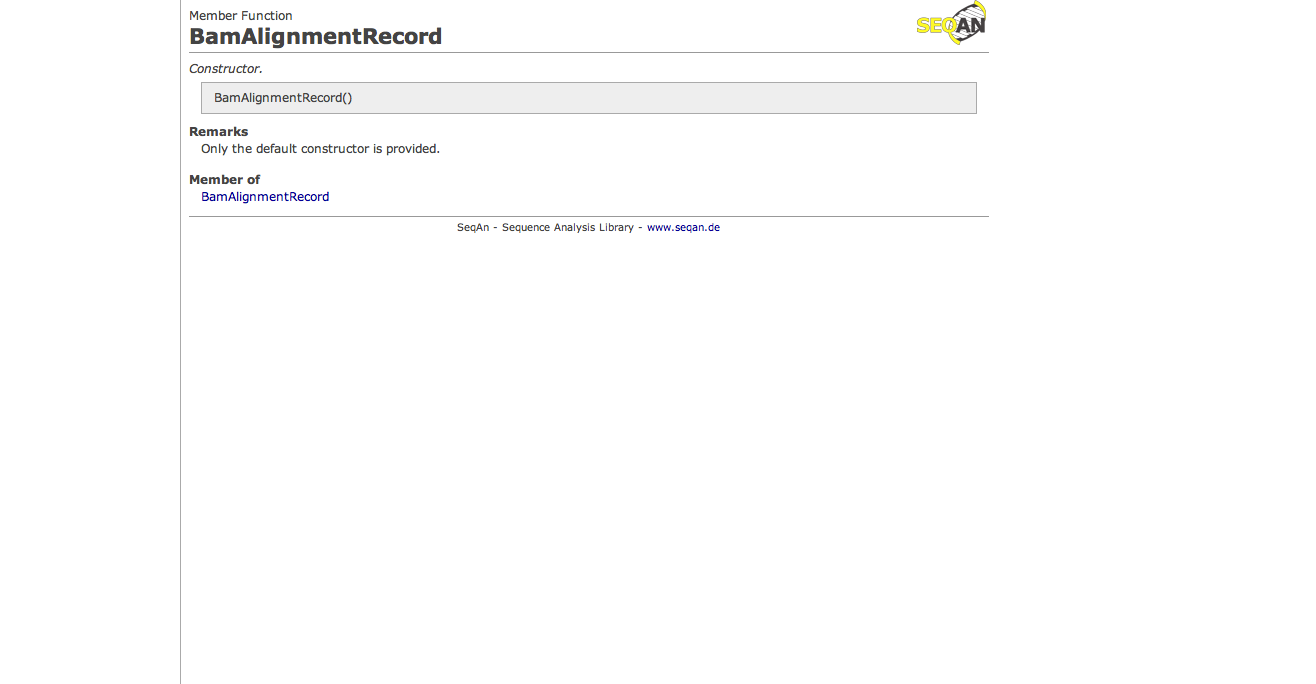 Member Function
BamAlignmentRecord
SEQAN
Constructor.
BamAlignmentRecord()
Remarks
Only the default constructor is provided.
Member of
BamAlignmentRecord
SeqAn - Sequence Analysis Library - www.seqan.de